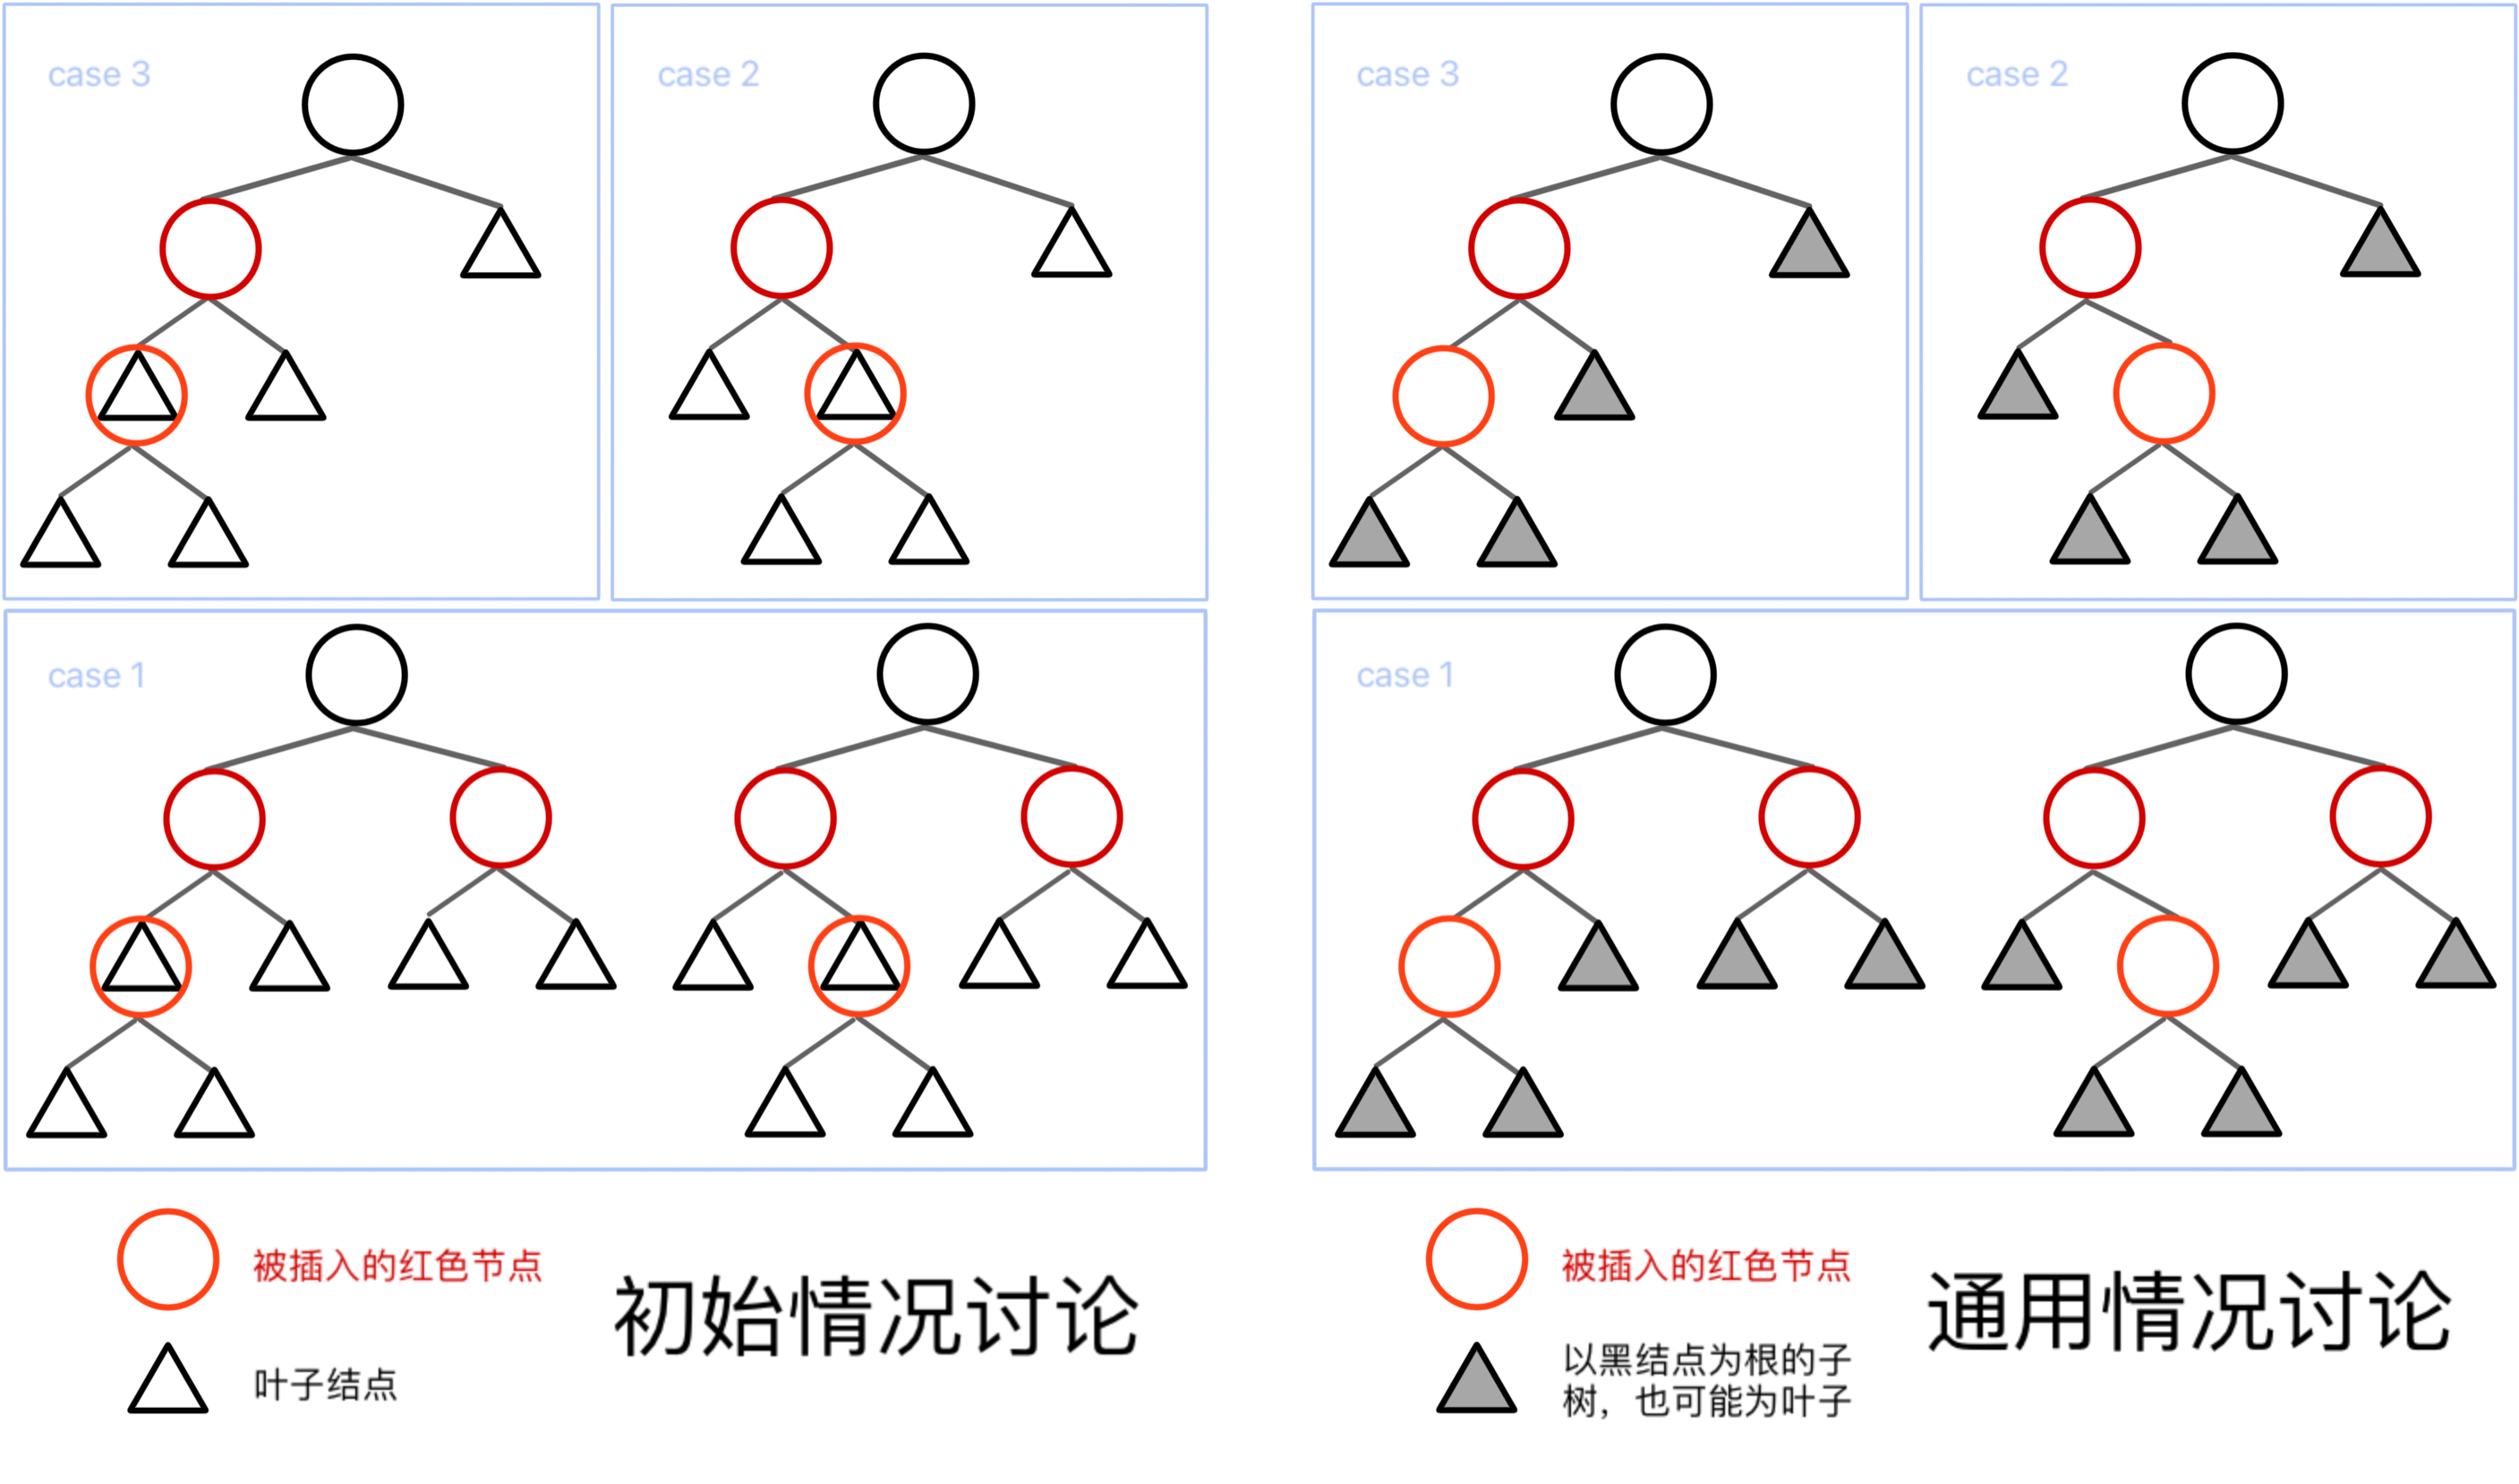 case 3
case 2
case 1
被插入的红色节点
叶子结点
初始情况讨论
case 3
case 2
case 1
被插入的红色节点
以黑结点为根的子
树，也可能为叶子
通用情况讨论